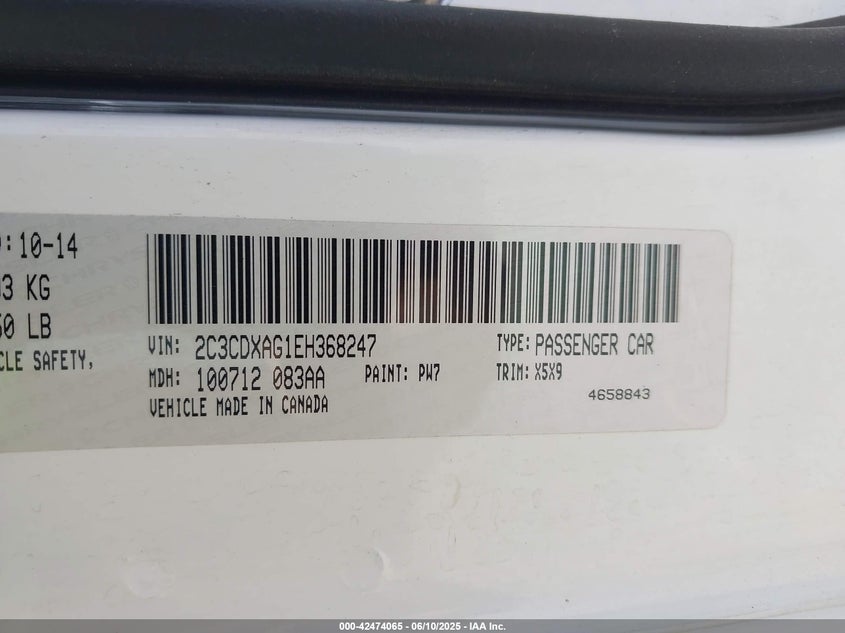 :10-14
3 KG
50 LB
CLE SAFETY,
VIN: 2C3CDXAG1EH368247
TYPE: PASSENGER CAR
MDH: 100712 083AA
PAINT: PW7
TRIM: X5X9
VEHICLE MADE IN CANADA
4658843
000-42474065 - 06/10/2025 - IAA Inc.